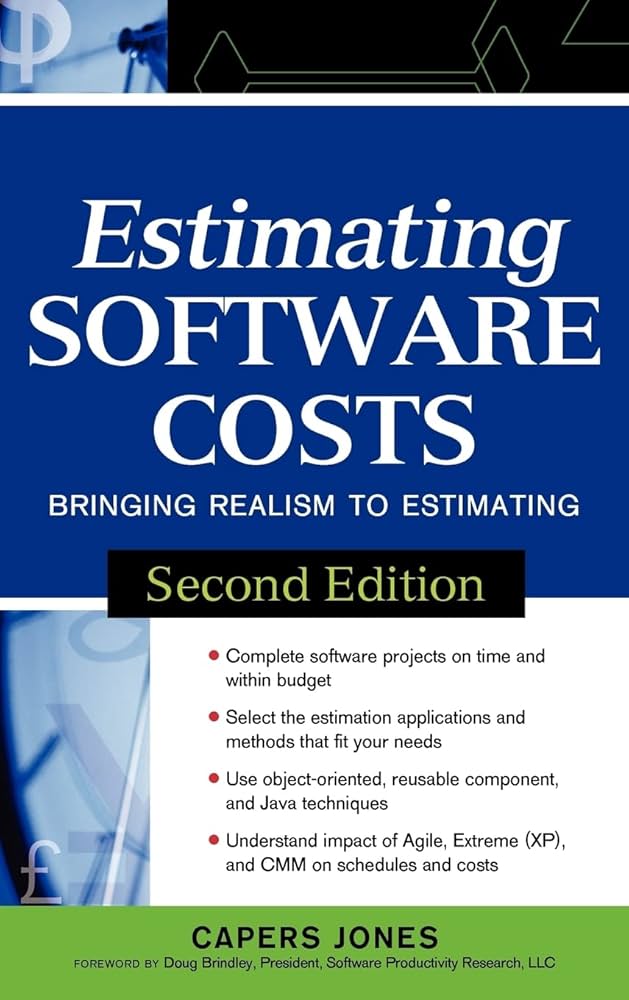 Estimating
SOFTWARE
COSTS
BRINGING REALISM TO ESTIMATING
Second Edition
• Complete software projects on time and
within budget
• Select the estimation applications and
methods that fit your needs
• Use object-oriented, reusable component,
and Java techniques
• Understand impact of Agile, Extreme (XP),
and CMM on schedules and costs
£
CAPERS JONES
FOREWORD BY Doug Brindley, President, Software Productivity Research, LLC